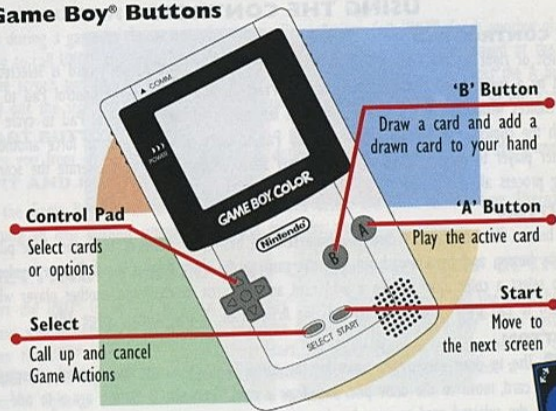 Game Boy® Buttons
COMM.
POWER
GAME BOY COLOR
Nintendo
'B' Button
Draw a card and add a
drawn card to your hand
'A' Button
Play the active card
A
B
Control Pad
Select cards
or options
Start
Move to
the next screen
Select
Call up and cancel
Game Actions
SELECT START